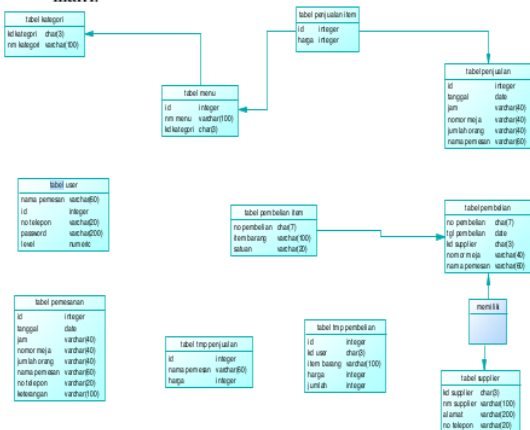 tabel kategori
kd kategori char(3)
nm kategori varchar(100)
tabel penjualan item
id integer
harga integer
tabel menu
id integer
nm menu varchar(100)
kd kategori char(3)
tabel penjualan
id integer
tanggal date
jam varchar(40)
nomor meja varchar(40)
jumlah orang varchar(40)
nama pemesan varchar(60)
tabel user
nama pemesan varchar(60)
id integer
no telepon varchar(20)
password varchar(200)
level numeric
tabel pembelian item
no pembelian char(7)
item barang varchar(100)
satuan varchar(20)
tabel pembelian
no pembelian char(7)
tgl pembelian date
kd supplier char(3)
nomor meja varchar(40)
nama pemesan varchar(60)
memiliki
tabel pemesanan
id integer
tanggal date
jam varchar(40)
nomor meja varchar(40)
jumlah orang varchar(40)
nama pemesan varchar(60)
no telepon varchar(20)
keterangan varchar(100)
tabel tmp penjualan
id integer
nama pemesan varchar(60)
harga integer
tabel tmp pembelian
id integer
kd user char(3)
item barang varchar(100)
harga integer
jumlah integer
tabel supplier
kd supplier char(3)
nm supplier varchar(100)
alamat varchar(200)
no telepon varchar(20)